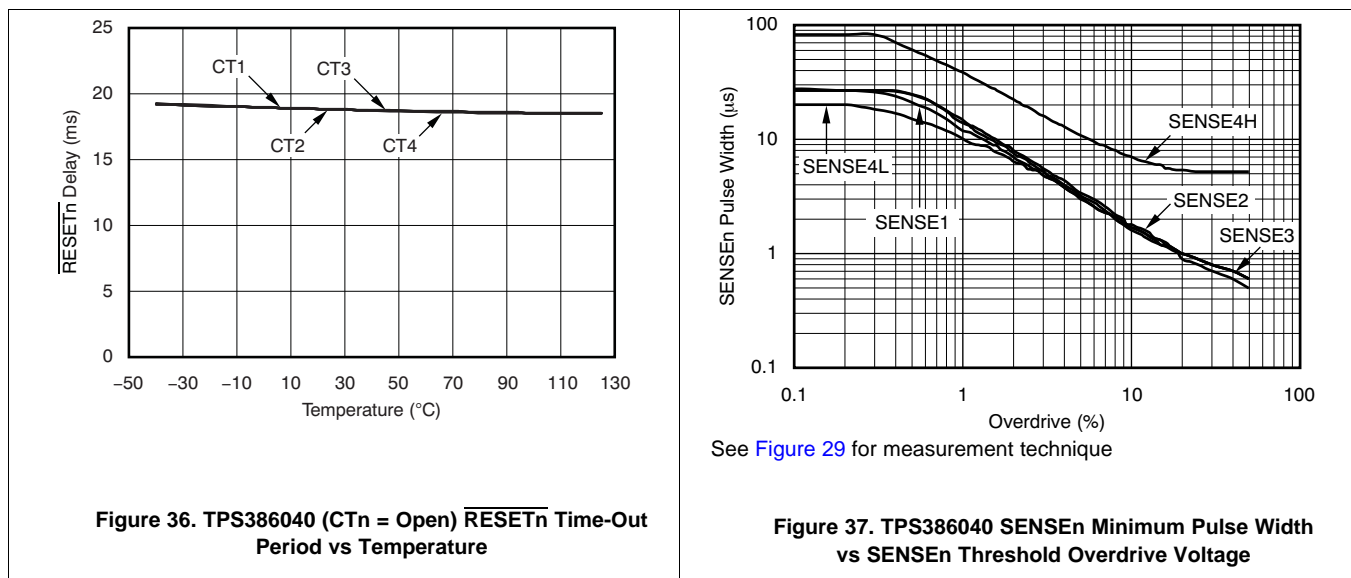 25
20
15
10
5
0
RESETn Delay (ms)
CT1
CT3
CT2
CT4
−50 −30 −10 10 30 50 70 90 110 130
Temperature (°C)
Figure 36. TPS386040 (CTn = Open) RESETn Time-Out
Period vs Temperature
100
10
1
0.1
SENSEn Pulse Width (µs)
SENSE4H
SENSE4L
SENSE2
SENSE1
SENSE3
0.1 1 10 100
Overdrive (%)
See Figure 29 for measurement technique
Figure 37. TPS386040 SENSEn Minimum Pulse Width
vs SENSEn Threshold Overdrive Voltage